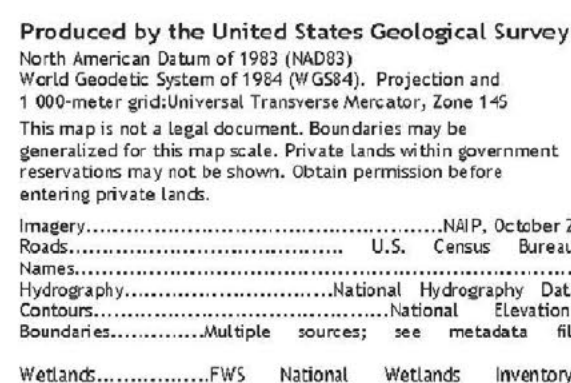 Produced by the United States Geological Survey
North American Datum of 1983 (NAD83)
World Geodetic System of 1984 (WGS84). Projection and
1 000-meter grid:Universal Transverse Mercator, Zone 14S
This map is not a legal document. Boundaries may be
generalized for this map scale. Private lands within government
reservations may not be shown. Obtain permission before
entering private lands.
Imagery.....................................................NAIP, October
Roads.......................................... U.S. Census Bureau
Names..............................................................................
Hydrography...............................National Hydrography
Contours.............................................National Elevation
Boundaries..............Multiple sources; see metadata
Wetlands.................FWS National Wetlands Inventory